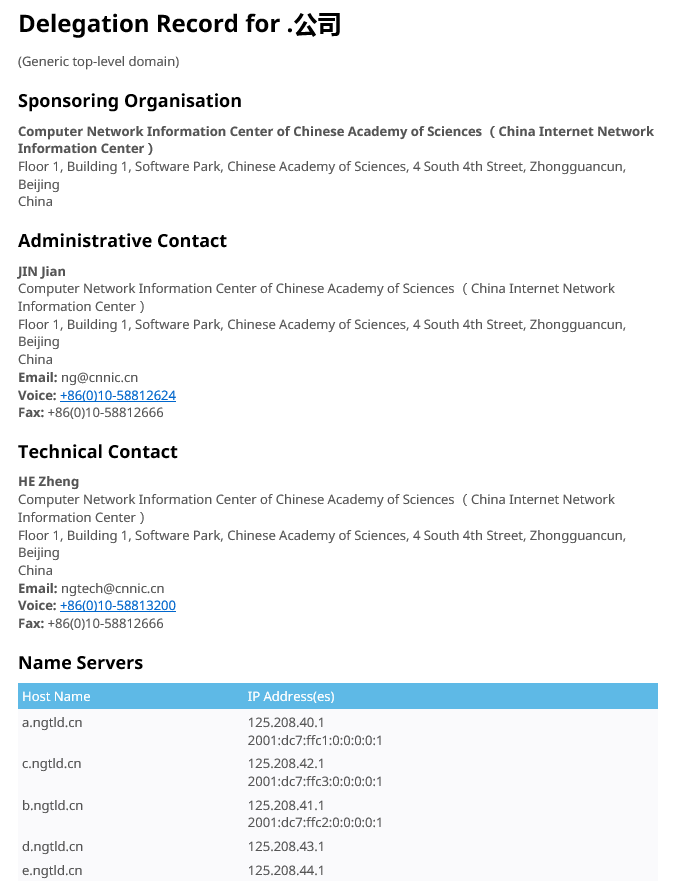 Delegation Record for .公司
(Generic top-level domain)
Sponsoring Organisation
Computer Network Information Center of Chinese Academy of Sciences （China Internet Network
Information Center）
Floor 1, Building 1, Software Park, Chinese Academy of Sciences, 4 South 4th Street, Zhongguancun,
Beijing
China
Administrative Contact
JIN Jian
Computer Network Information Center of Chinese Academy of Sciences （China Internet Network
Information Center）
Floor 1, Building 1, Software Park, Chinese Academy of Sciences, 4 South 4th Street, Zhongguancun,
Beijing
China
Email: ng@cnnic.cn
Voice: +86(0)10-58812624
Fax: +86(0)10-58812666
Technical Contact
HE Zheng
Computer Network Information Center of Chinese Academy of Sciences （China Internet Network
Information Center）
Floor 1, Building 1, Software Park, Chinese Academy of Sciences, 4 South 4th Street, Zhongguancun,
Beijing
China
Email: ngtech@cnnic.cn
Voice: +86(0)10-58813200
Fax: +86(0)10-58812666
Name Servers
Host Name IP Address(es)
a.ngtld.cn 125.208.40.1
2001:dc7:ffc1:0:0:0:0:1
c.ngtld.cn 125.208.42.1
2001:dc7:ffc3:0:0:0:0:1
b.ngtld.cn 125.208.41.1
2001:dc7:ffc2:0:0:0:0:1
d.ngtld.cn 125.208.43.1
e.ngtld.cn 125.208.44.1